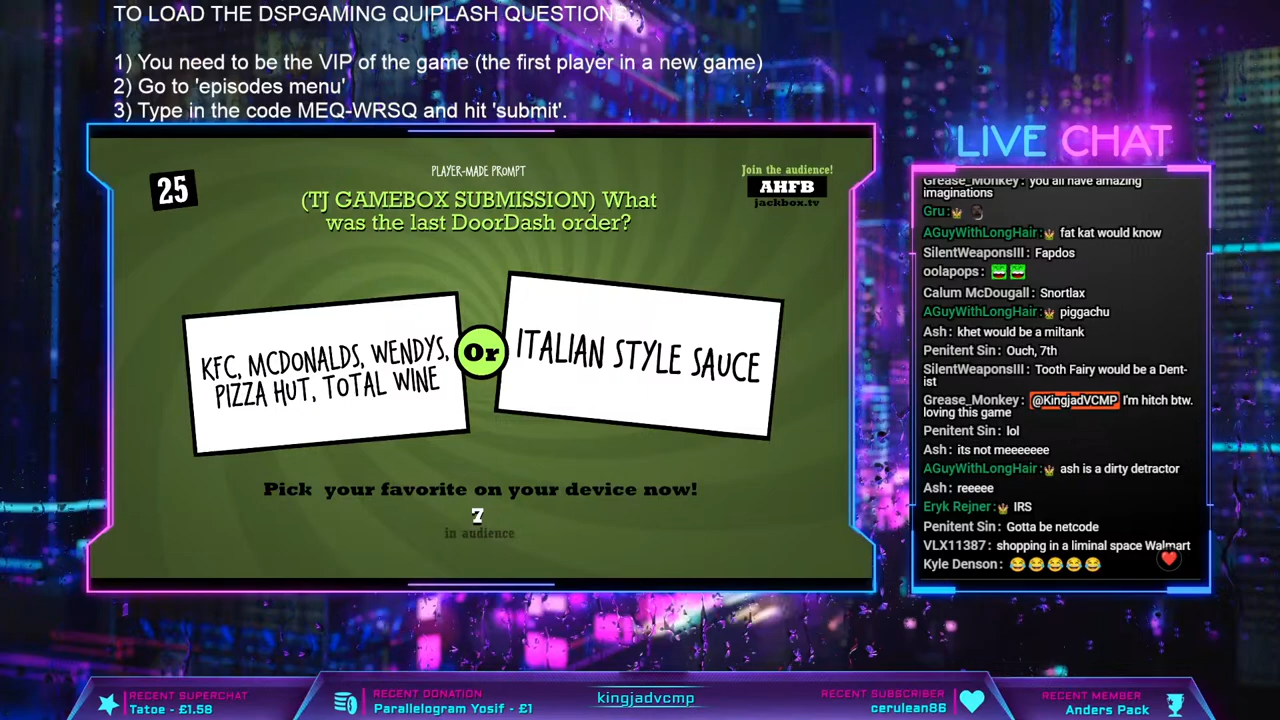 TO LOAD THE DSPGAMING QUIPLASH QUESTIONS:
1) You need to be the VIP of the game (the first player in a new game)
2) Go to 'episodes menu'
3) Type in the code MEQ-WRSQ and hit 'submit'.
25
PLAYER-MADE PROMPT
(TJ GAMEBOX SUBMISSION) What
was the last DoorDash order?
Join the audience!
AHFB
jackbox.tv
KFC, MCDONALDS, WENDYS,
PIZZA HUT, TOTAL WINE
Or
ITALIAN STYLE SAUCE
Pick your favorite on your device now!
7
in audience
LIVE CHAT
Grease_Monkey: you all have amazing
imaginations
Gru:
AGuyWithLongHair: fat kat would know
SilentWeaponsIII: Fapdos
oolapops:
Calum McDougall: Snortlax
AGuyWithLongHair: piggachu
Ash: khet would be a miltank
Penitent Sin: Ouch, 7th
SilentWeaponsIII: Tooth Fairy would be a Dent-
ist
Grease_Monkey: @KingjadVCMP I'm hitch btw.
loving this game
Penitent Sin: lol
Ash: its not meeeeeee
AGuyWithLongHair: ash is a dirty detractor
Ash: reeeee
Eryk Rejner: IRS
Penitent Sin: Gotta be netcode
VLX11387: shopping in a liminal space Walmart
Kyle Denson: 😂😂😂😂😂
RECENT SUPERCHAT
Tatoe - £1.58
RECENT DONATION
Parallelogram Yosif - £1
kingjadvcmp
RECENT SUBSCRIBER
cerulean86
RECENT MEMBER
Anders Pack